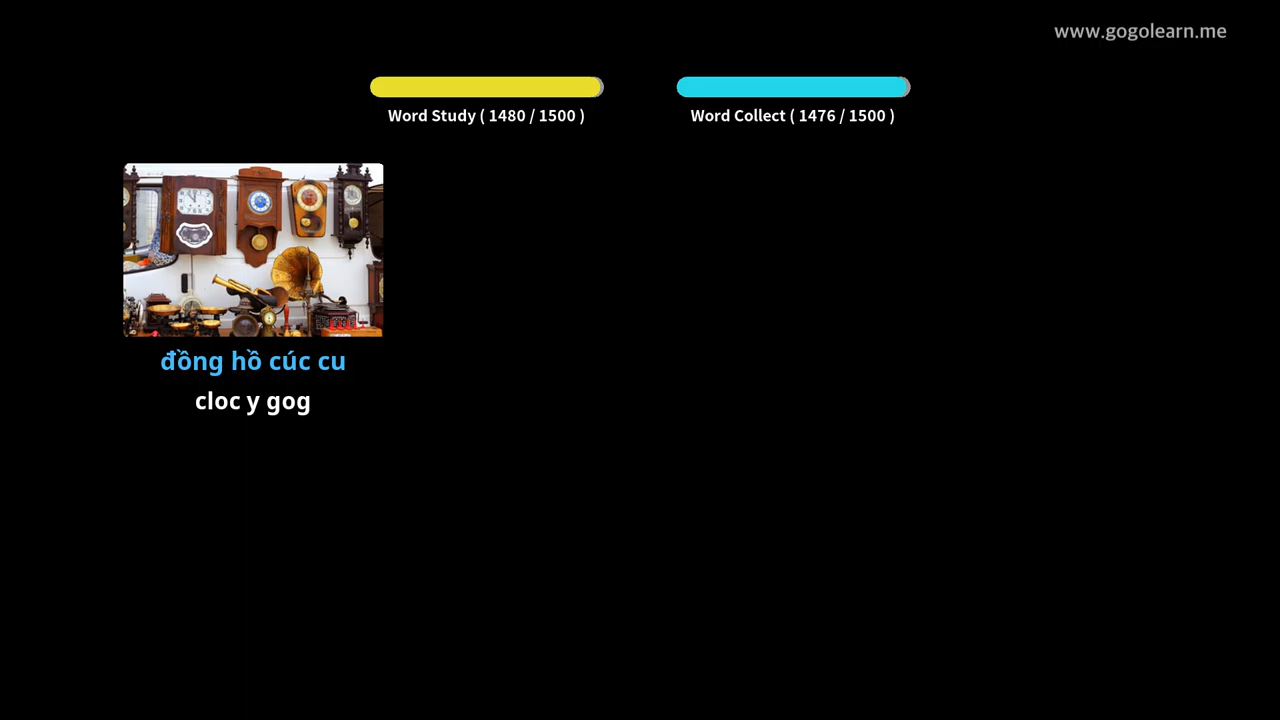 www.gogolearn.me
Word Study ( 1480 / 1500 )
Word Collect ( 1476 / 1500 )
đồng hồ cúc cu
cloc y gog